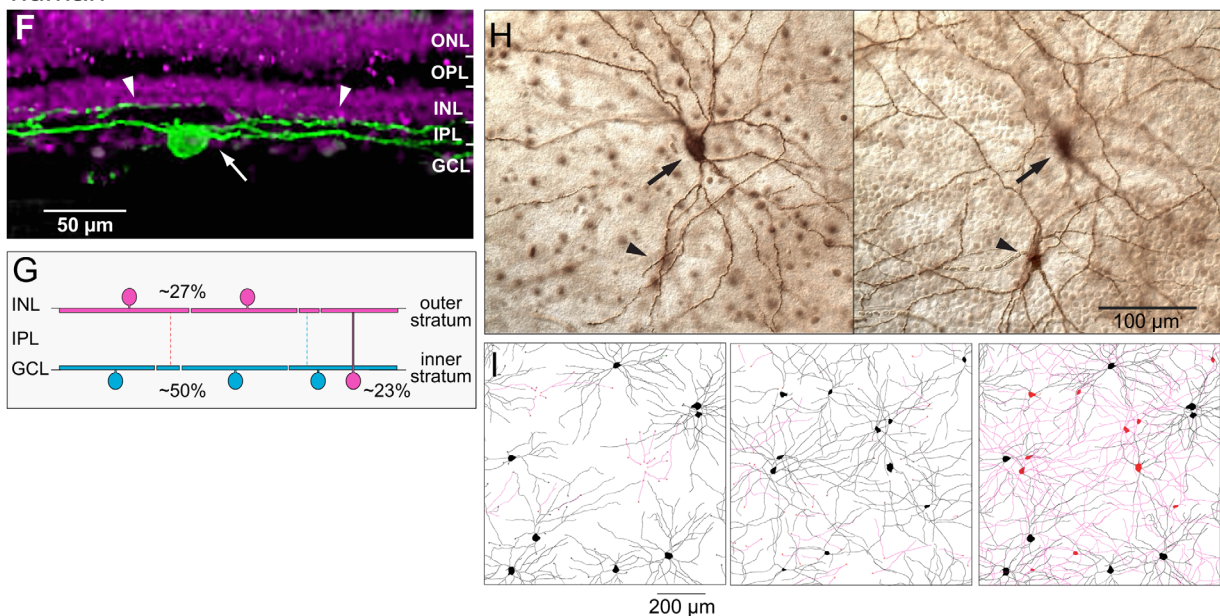 F
ONL
OPL
INL
IPL
GCL
50 µm
G
INL
~27%
outer
stratum
IPL
GCL
inner
stratum
~50%
~23%
H
100 µm
I
200 µm